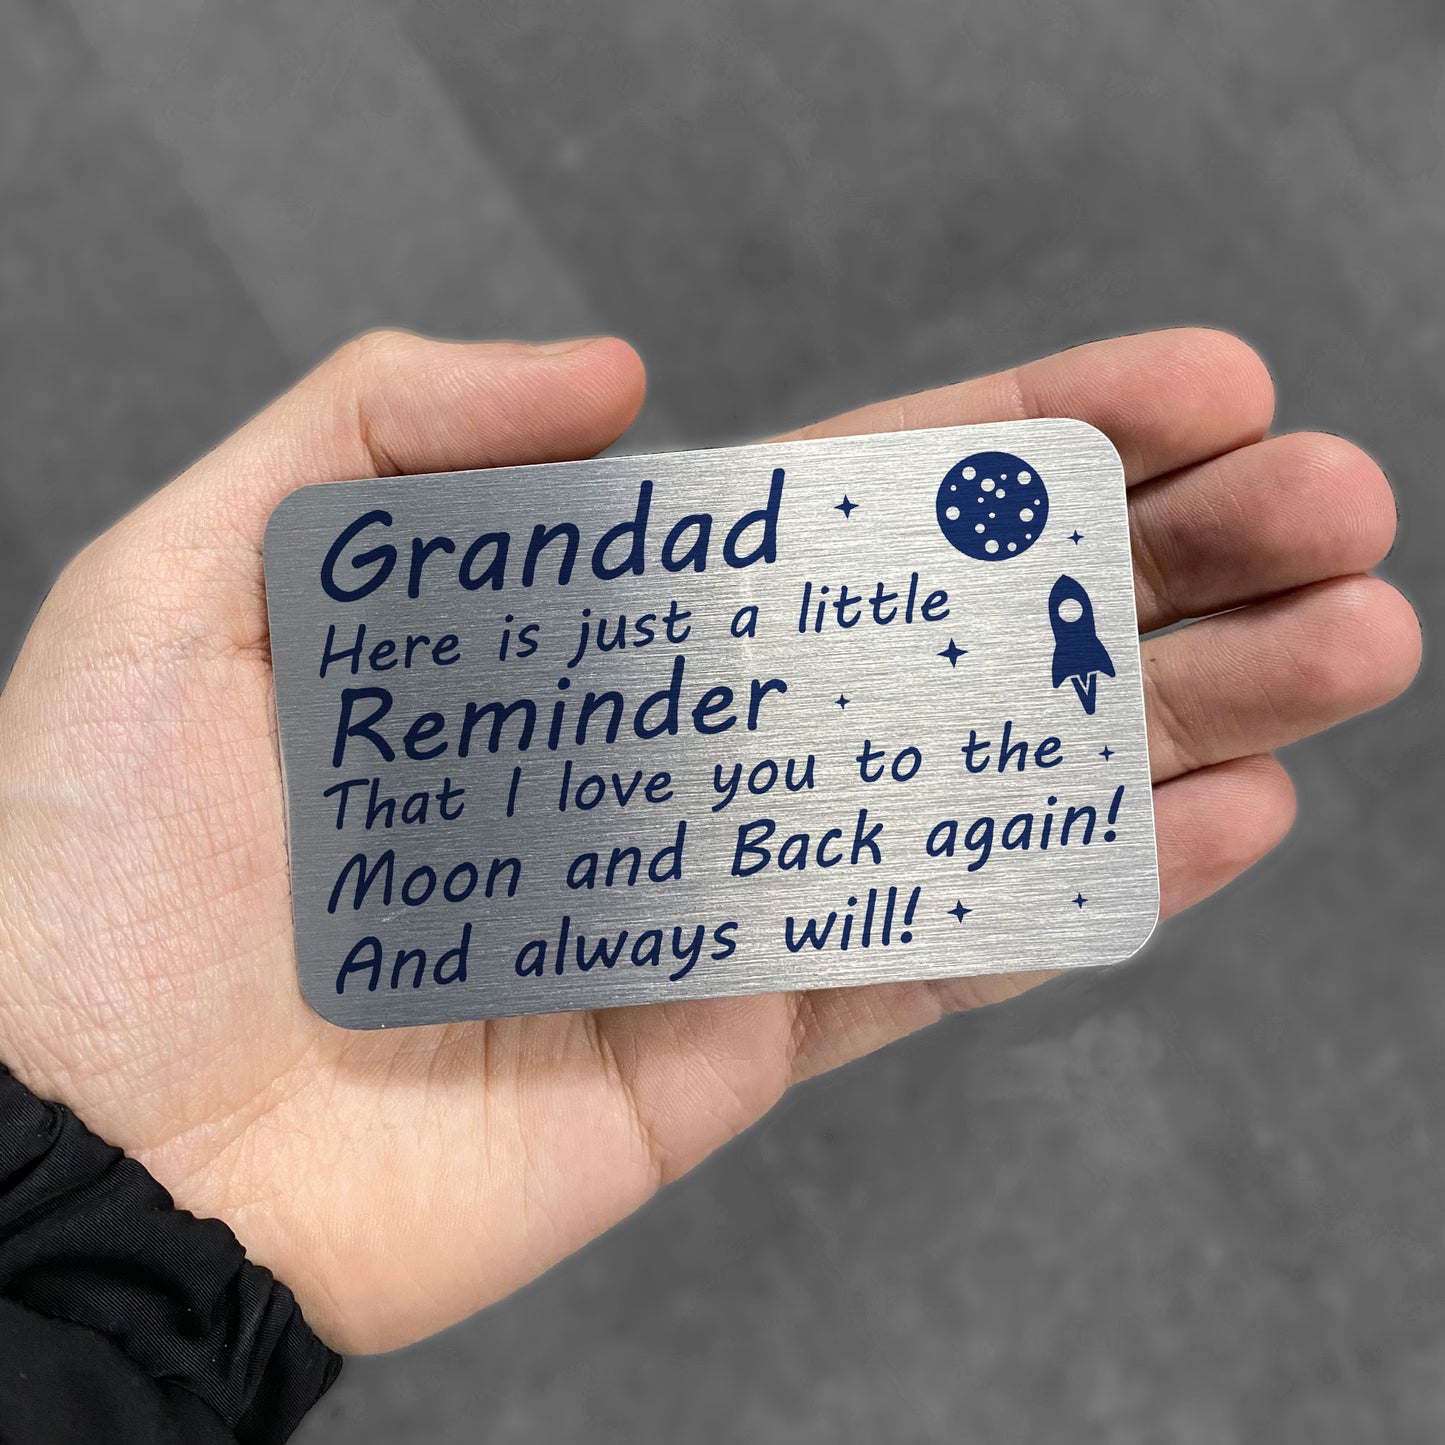 Grandad
Here is just a little
Reminder
That I love you to the
Moon and Back again!
And always will!